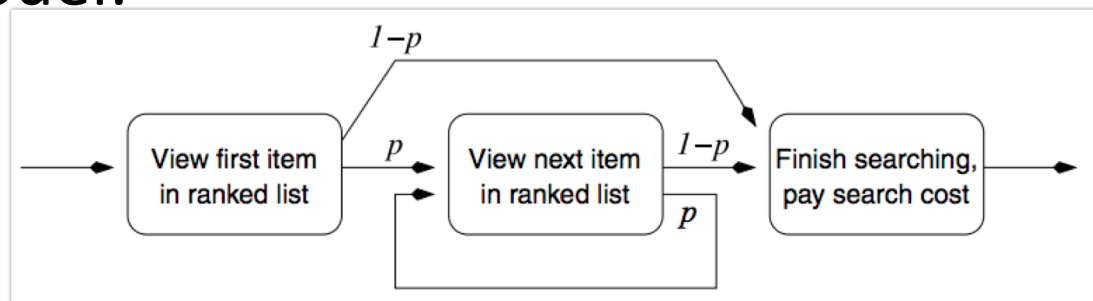 1–p
View first item
in ranked list
p
View next item
in ranked list
1–p
p
Finish searching,
pay search cost